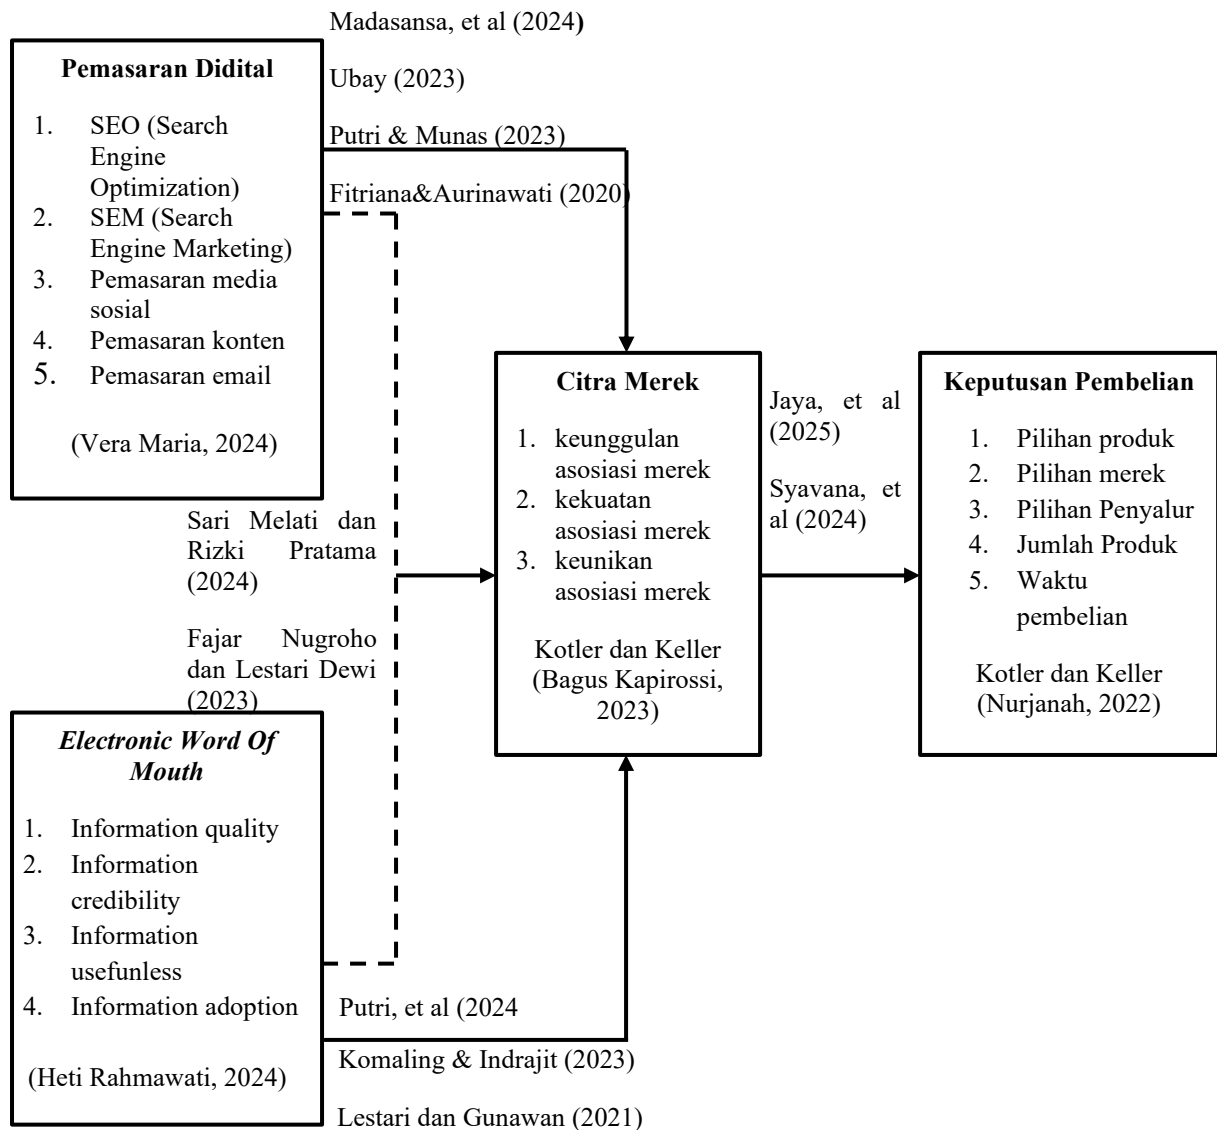 Madasansa, et al (2024)
Ubay (2023)
Putri & Munas (2023)
Fitriana&Aurinawati (2020)
Pemasaran Didital
1. SEO (Search
Engine
Optimization)
2. SEM (Search
Engine Marketing)
3. Pemasaran media
sosial
4. Pemasaran konten
5. Pemasaran email
(Vera Maria, 2024)
Sari Melati dan
Rizki Pratama
(2024)
Fajar Nugroho
dan Lestari Dewi
(2023)
Electronic Word Of
Mouth
1. Information quality
2. Information
credibility
3. Information
usefunless
4. Information adoption
(Heti Rahmawati, 2024)
Putri, et al (2024
Komaling & Indrajit (2023)
Lestari dan Gunawan (2021)
Citra Merek
1. keunggulan
asosiasi merek
2. kekuatan
asosiasi merek
3. keunikan
asosiasi merek
Kotler dan Keller
(Bagus Kapirossi,
2023)
Jaya, et al
(2025)
Syavana, et
al (2024)
Keputusan Pembelian
1. Pilihan produk
2. Pilihan merek
3. Pilihan Penyalur
4. Jumlah Produk
5. Waktu
pembelian
Kotler dan Keller
(Nurjanah, 2022)